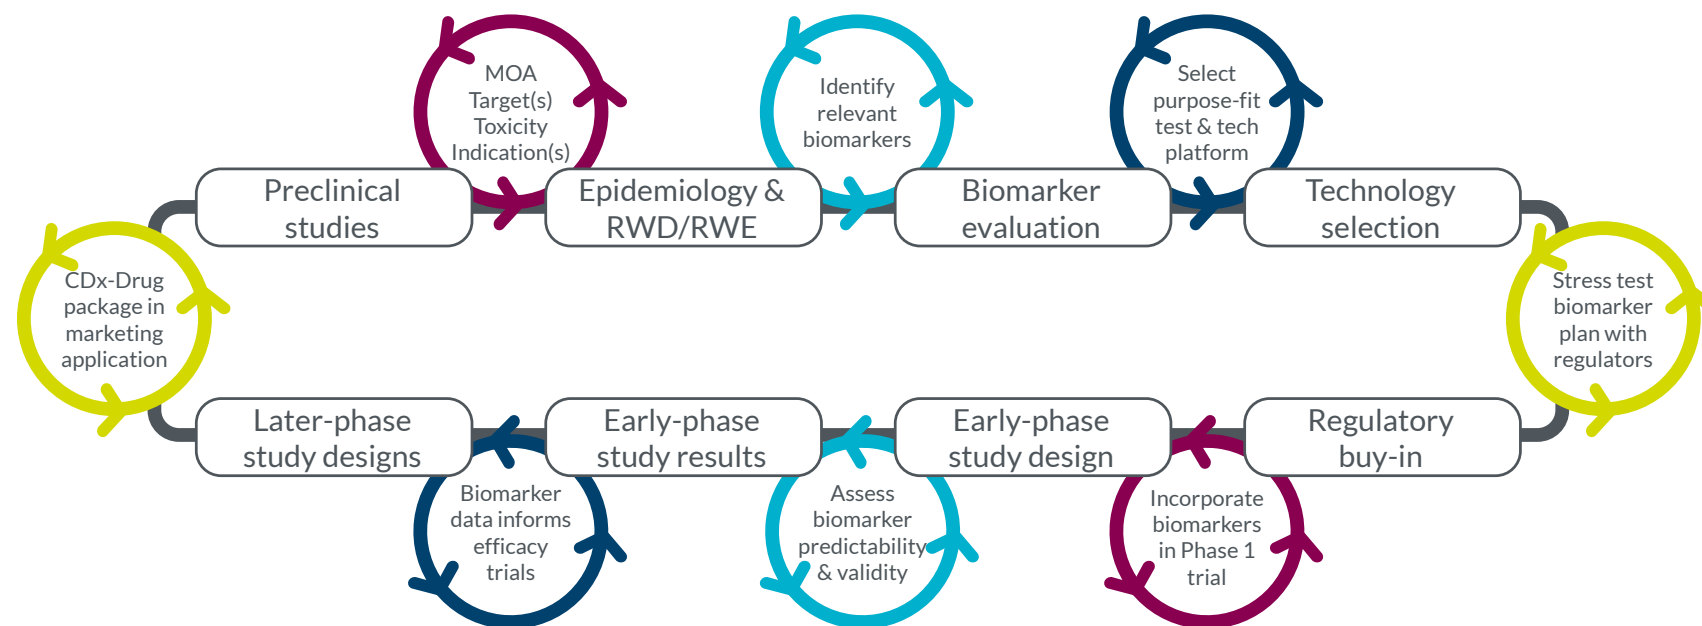 MOA
Target(s)
Toxicity
Indication(s)
Identify
relevant
biomarkers
Select
purpose-fit
test & tech
platform
Preclinical
studies
Epidemiology &
RWD/RWE
Biomarker
evaluation
Technology
selection
CDx-Drug
package in
marketing
application
Stress test
biomarker
plan with
regulators
Later-phase
study designs
Early-phase
study results
Early-phase
study design
Regulatory
buy-in
Biomarker
data informs
efficacy
trials
Assess
biomarker
predictability
& validity
Incorporate
biomarkers
in Phase 1
trial